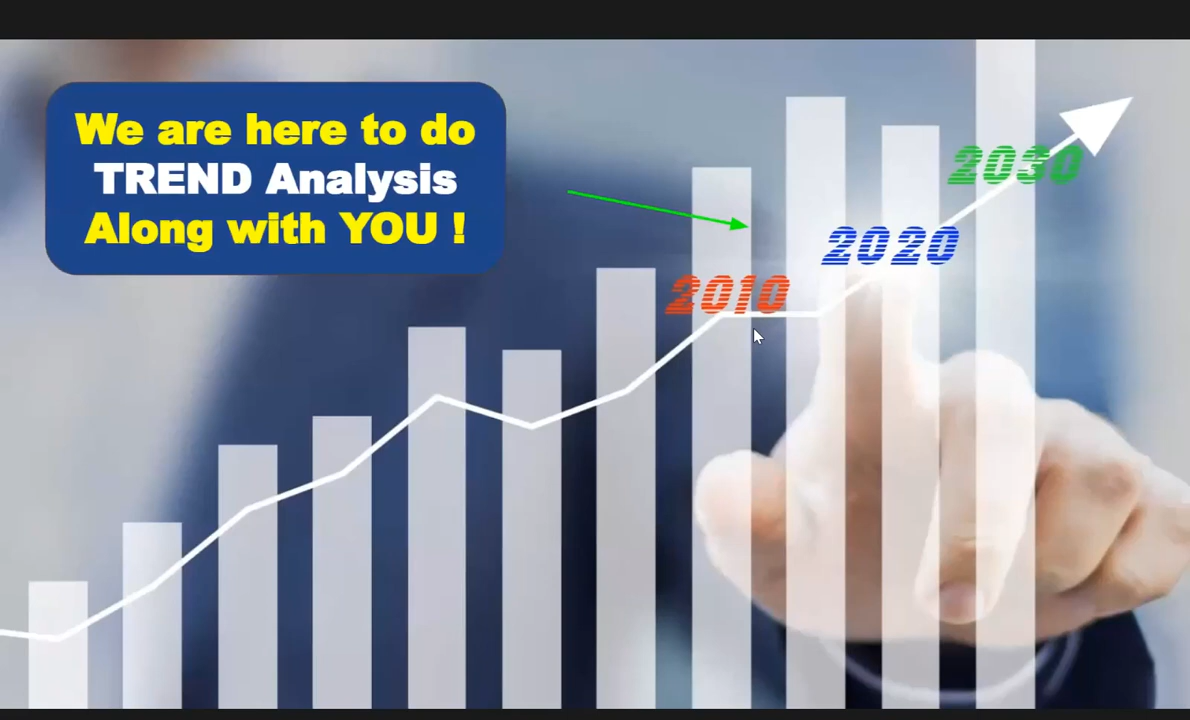 We are here to do
TREND Analysis
Along with YOU !
2010
2020
2030